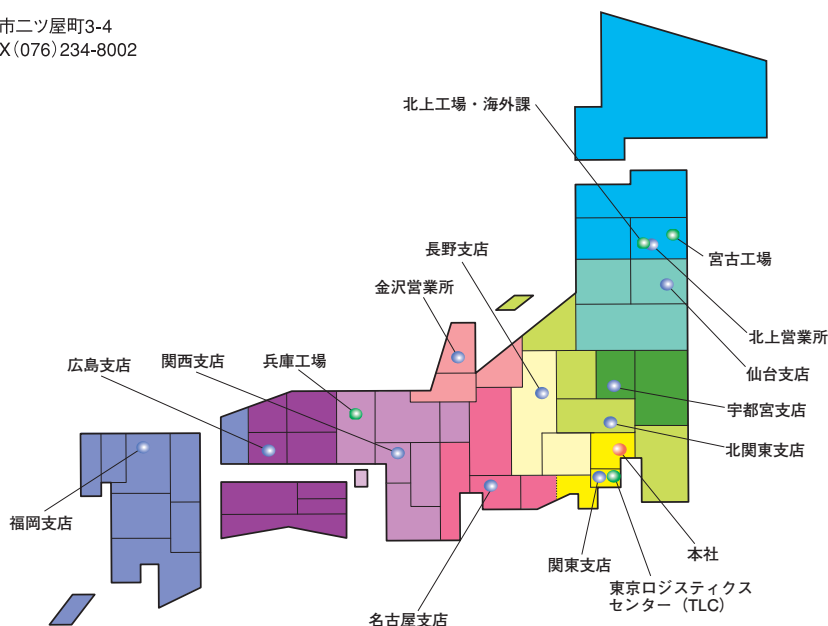 市二ツ屋町3-4
X(076)234-8002
北上工場・海外課
長野支店
宮古工場
金沢営業所
北上営業所
広島支店
関西支店
兵庫工場
仙台支店
宇都宮支店
北関東支店
福岡支店
本社
関東支店
東京ロジスティクス
センター（TLC）
名古屋支店